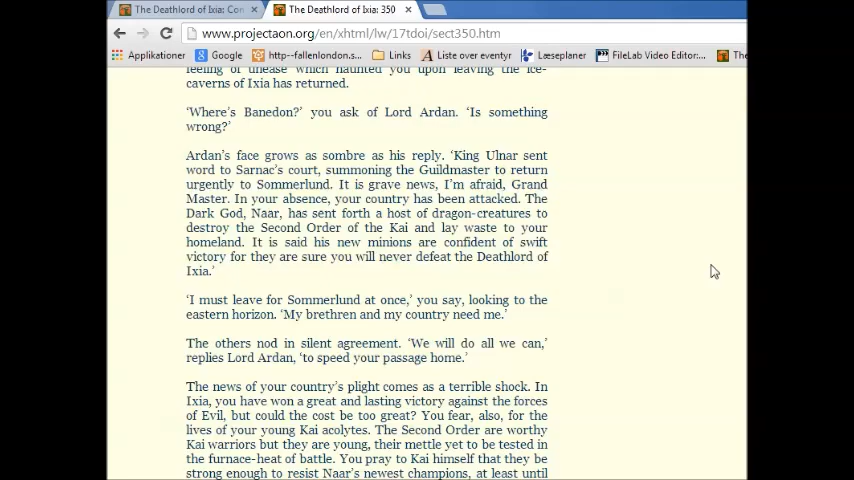 The Deathlord of Ixia: Con
The Deathlord of Ixia: 350
www.projectaon.org/en/xhtml/lw/17tdoi/sect350.htm
Applikationer
Google
http--fallenlondon.s...
Links
Liste over eventyr
Læseplaner
FileLab Video Editor:...
The
feeling of unease which haunted you upon leaving the ice-
caverns of Ixia has returned.
‘Where’s Banedon?’ you ask of Lord Ardan. ‘Is something
wrong?’
Ardan’s face grows as sombre as his reply. ‘King Ulnar sent
word to Sarnac’s court, summoning the Guildmaster to return
urgently to Sommerlund. It is grave news, I’m afraid, Grand
Master. In your absence, your country has been attacked. The
Dark God, Naar, has sent forth a host of dragon-creatures to
destroy the Second Order of the Kai and lay waste to your
homeland. It is said his new minions are confident of swift
victory for they are sure you will never defeat the Deathlord of
Ixia.’
‘I must leave for Sommerlund at once,’ you say, looking to the
eastern horizon. ‘My brethren and my country need me.’
The others nod in silent agreement. ‘We will do all we can,’
replies Lord Ardan, ‘to speed your passage home.’
The news of your country’s plight comes as a terrible shock. In
Ixia, you have won a great and lasting victory against the forces
of Evil, but could the cost be too great? You fear, also, for the
lives of your young Kai acolytes. The Second Order are worthy
Kai warriors but they are young, their mettle yet to be tested in
the furnace-heat of battle. You pray to Kai himself that they be
strong enough to resist Naar’s newest champions, at least until